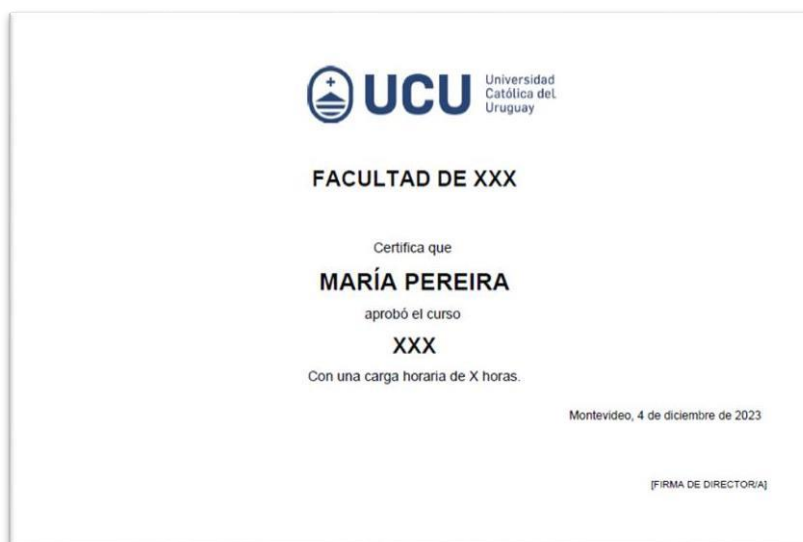 UCU
Universidad
Católica del
Uruguay
FACULTAD DE XXX
Certifica que
MARÍA PEREIRA
aprobó el curso
XXX
Con una carga horaria de X horas.
Montevideo, 4 de diciembre de 2023
[FIRMA DE DIRECTOR/A]